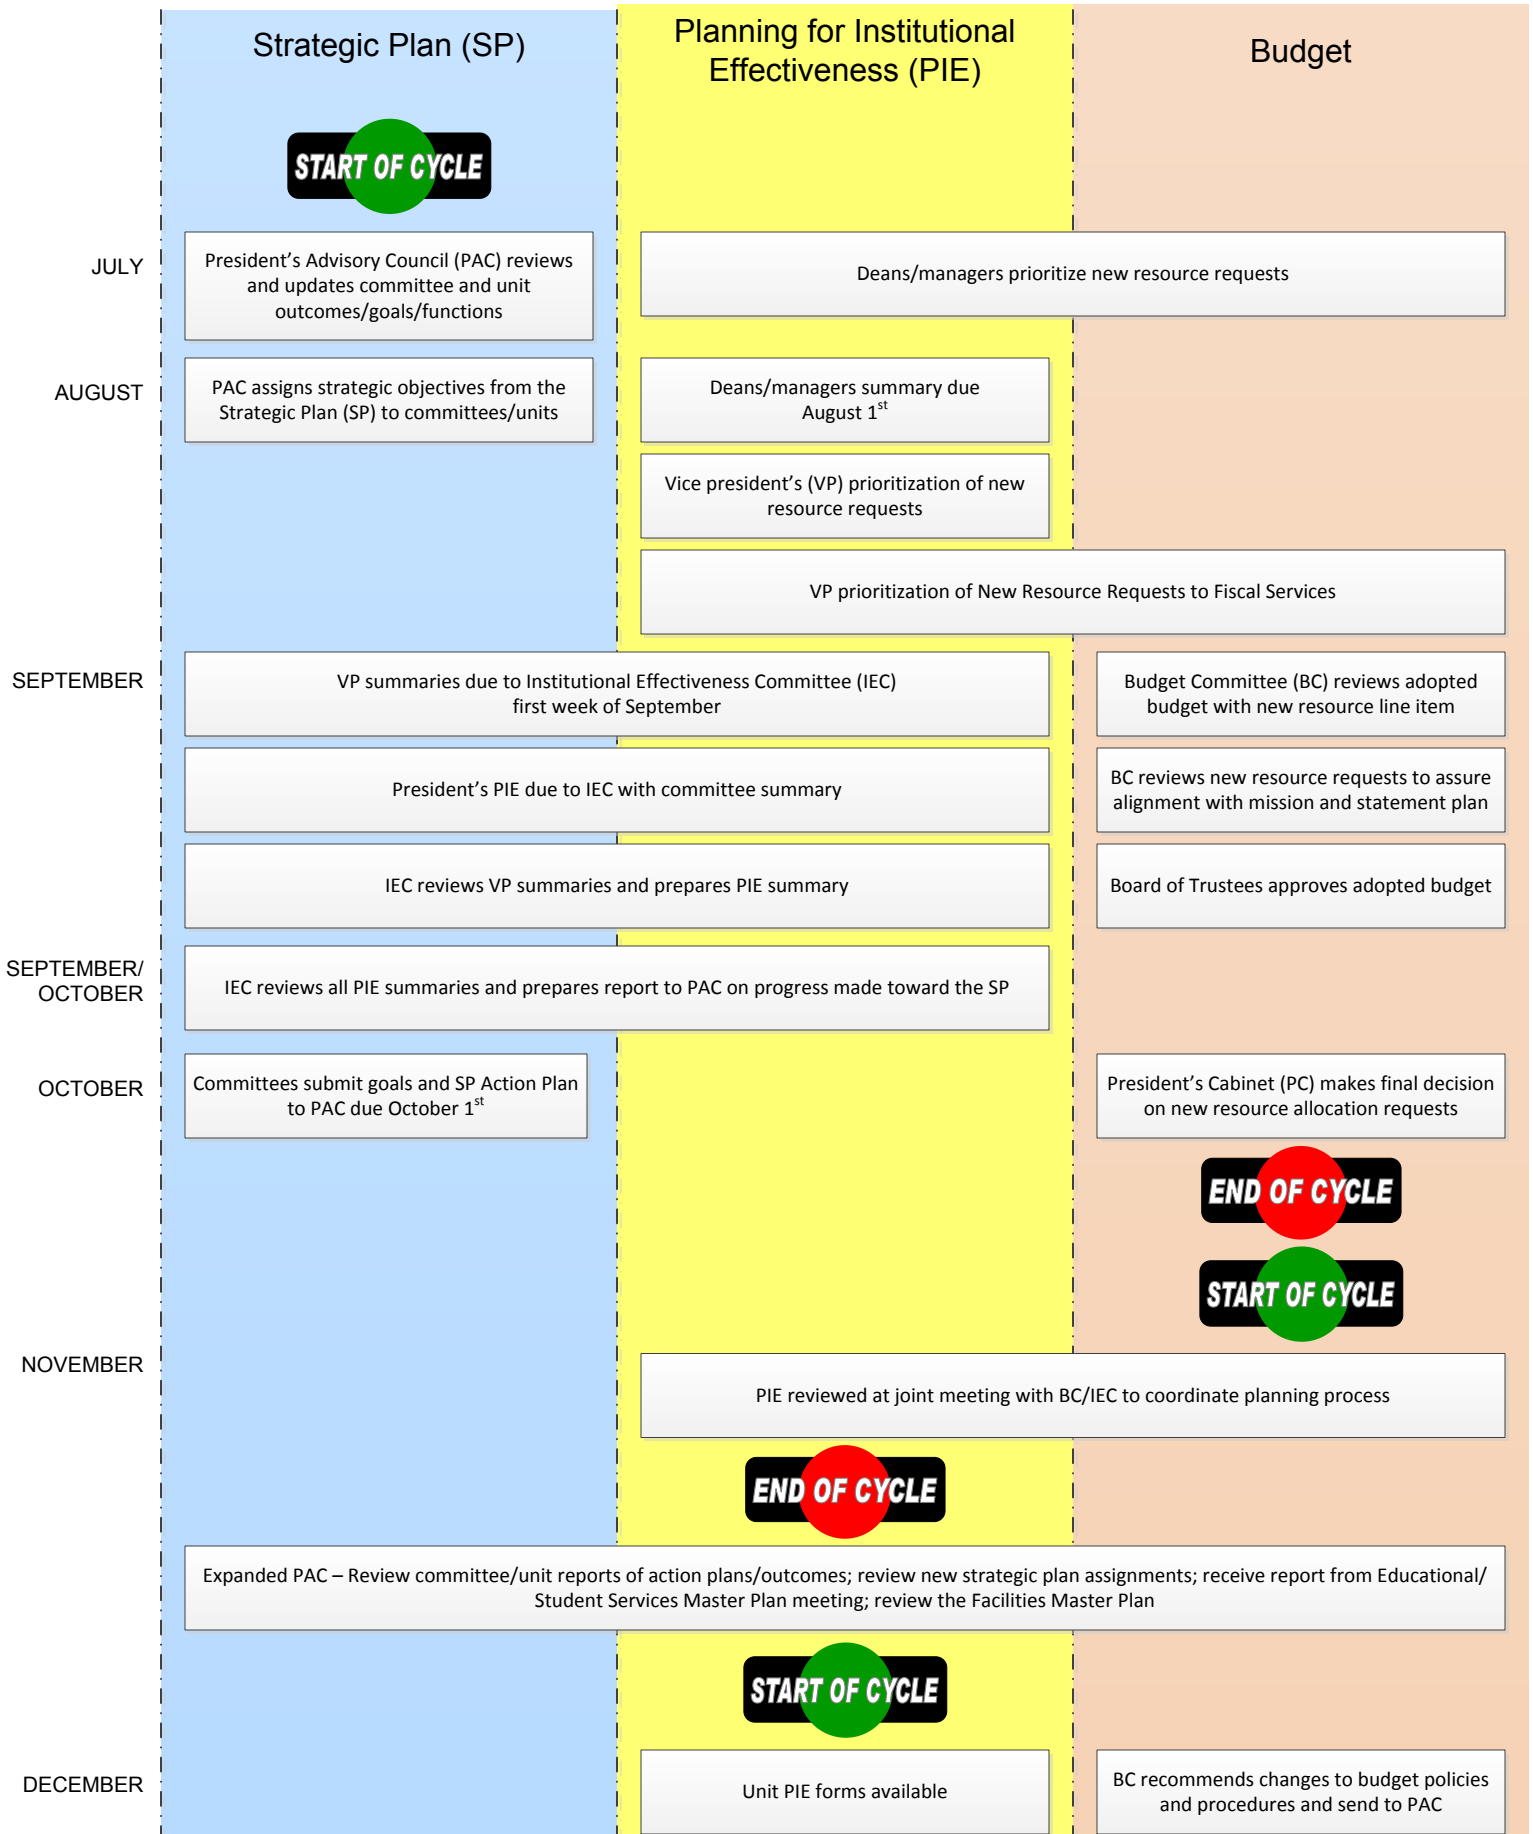 Strategic Plan (SP)
Planning for Institutional
Effectiveness (PIE)
Budget
START OF CYCLE
JULY
President’s Advisory Council (PAC) reviews
and updates committee and unit
outcomes/goals/functions
Deans/managers prioritize new resource requests
AUGUST
PAC assigns strategic objectives from the
Strategic Plan (SP) to committees/units
Deans/managers summary due
August 1st
Vice president’s (VP) prioritization of new
resource requests
VP prioritization of New Resource Requests to Fiscal Services
SEPTEMBER
VP summaries due to Institutional Effectiveness Committee (IEC)
first week of September
Budget Committee (BC) reviews adopted
budget with new resource line item
President’s PIE due to IEC with committee summary
BC reviews new resource requests to assure
alignment with mission and statement plan
IEC reviews VP summaries and prepares PIE summary
Board of Trustees approves adopted budget
SEPTEMBER/
OCTOBER
IEC reviews all PIE summaries and prepares report to PAC on progress made toward the SP
OCTOBER
Committees submit goals and SP Action Plan
to PAC due October 1st
President’s Cabinet (PC) makes final decision
on new resource allocation requests
END OF CYCLE
START OF CYCLE
NOVEMBER
PIE reviewed at joint meeting with BC/IEC to coordinate planning process
END OF CYCLE
Expanded PAC – Review committee/unit reports of action plans/outcomes; review new strategic plan assignments; receive report from Educational/
Student Services Master Plan meeting; review the Facilities Master Plan
START OF CYCLE
DECEMBER
Unit PIE forms available
BC recommends changes to budget policies
and procedures and send to PAC